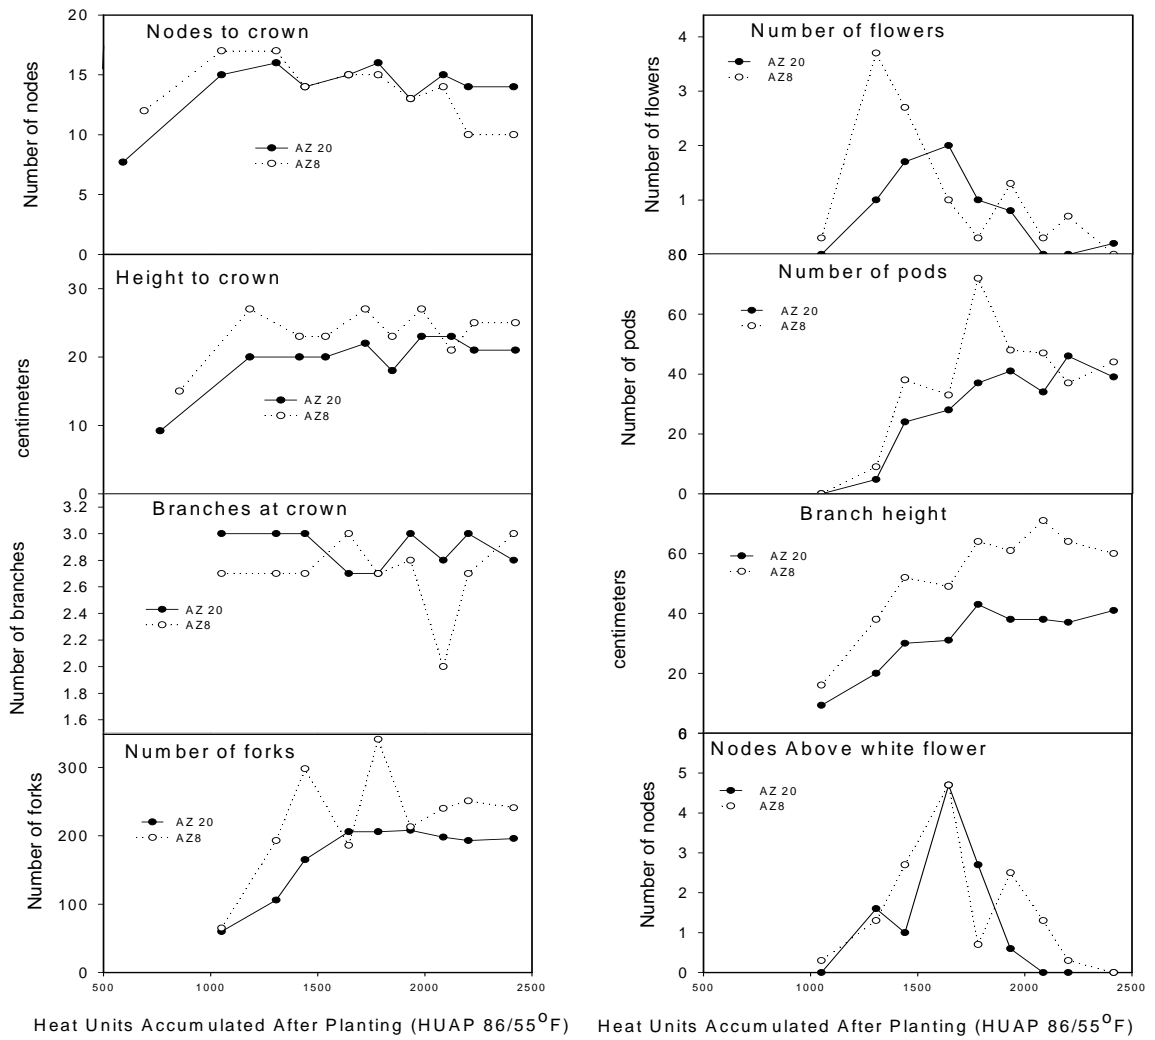 Nodes to crown
Number of nodes
20
15
10
5
0
AZ 20
AZ8
Height to crown
centimeters
30
20
10
0
AZ 20
AZ8
Branches at crown
Number of branches
3.2
3.0
2.8
2.6
2.4
2.2
2.0
1.8
1.6
AZ 20
AZ8
Number of forks
Number of forks
300
200
100
0
AZ 20
AZ8
500
1000
1500
2000
2500
Heat Units Accumulated After Planting (HUAP 86/55oF)
Number of flowers
Number of flowers
4
3
2
1
0
AZ 20
AZ8
Number of pods
Number of pods
80
60
40
20
0
AZ 20
AZ8
Branch height
centimeters
60
40
20
0
AZ 20
AZ8
Nodes Above white flower
Number of nodes
6
5
4
3
2
1
0
AZ 20
AZ8
500
1000
1500
2000
2500
Heat Units Accumulated After Planting (HUAP 86/55oF)